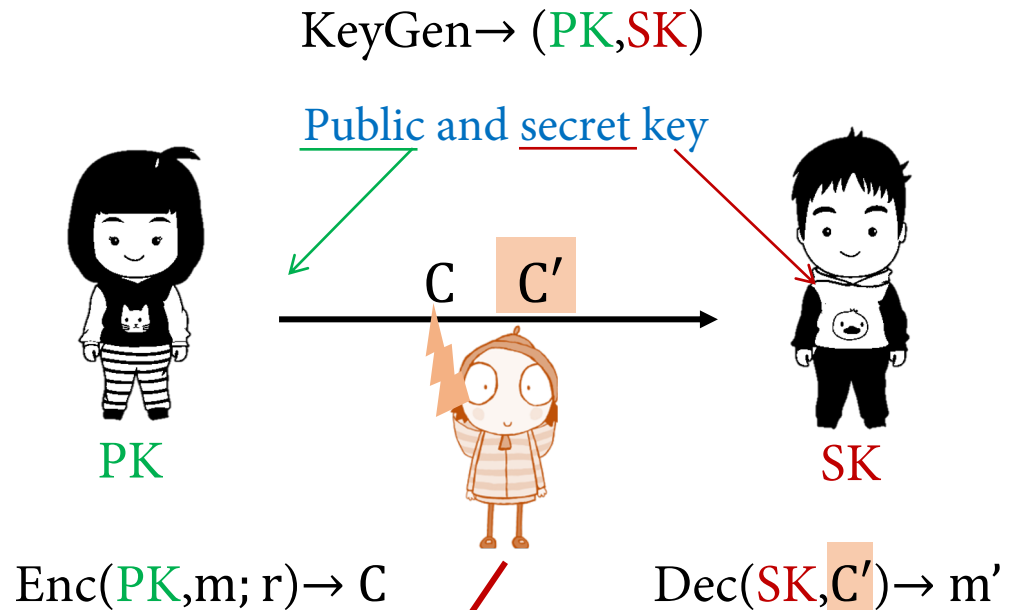 KeyGen→ (PK,SK)
Public and secret key
C C′
PK
SK
Enc(PK,m; r)→ C
Dec(SK,C′)→ m’